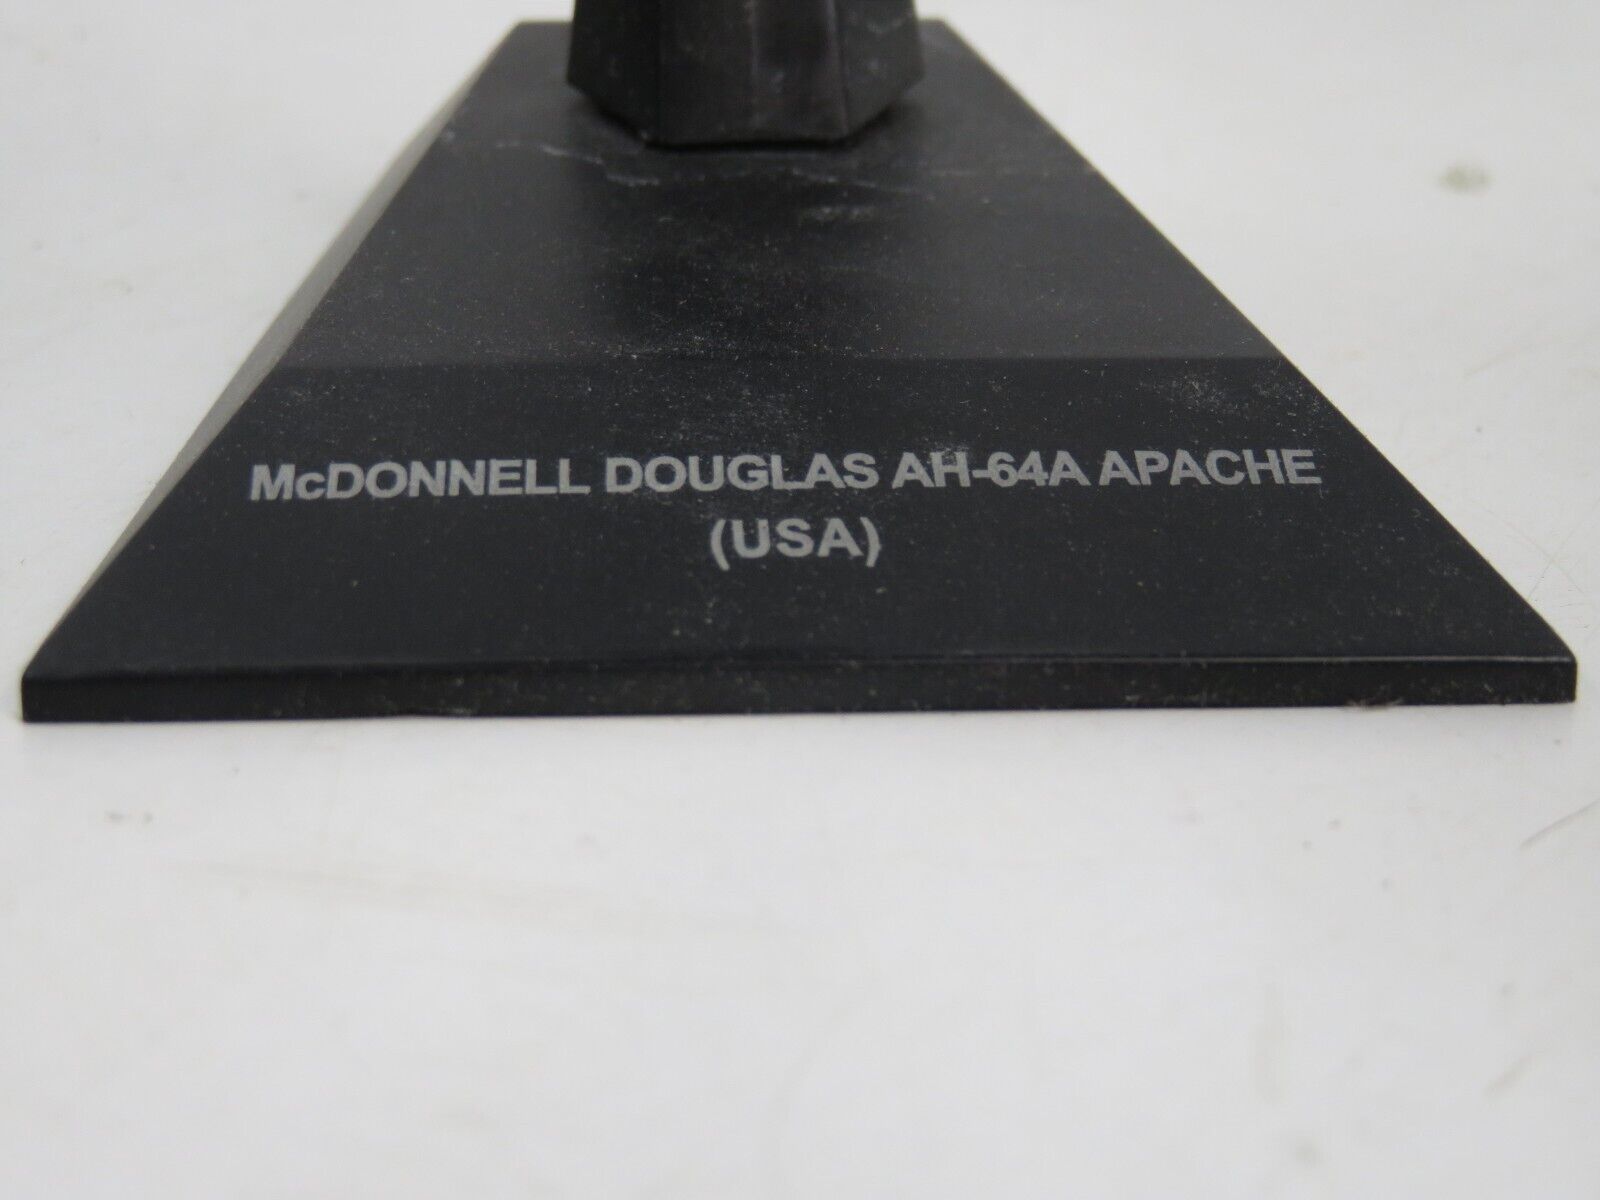 McDONNELL DOUGLAS AH-64A APACHE
(USA)